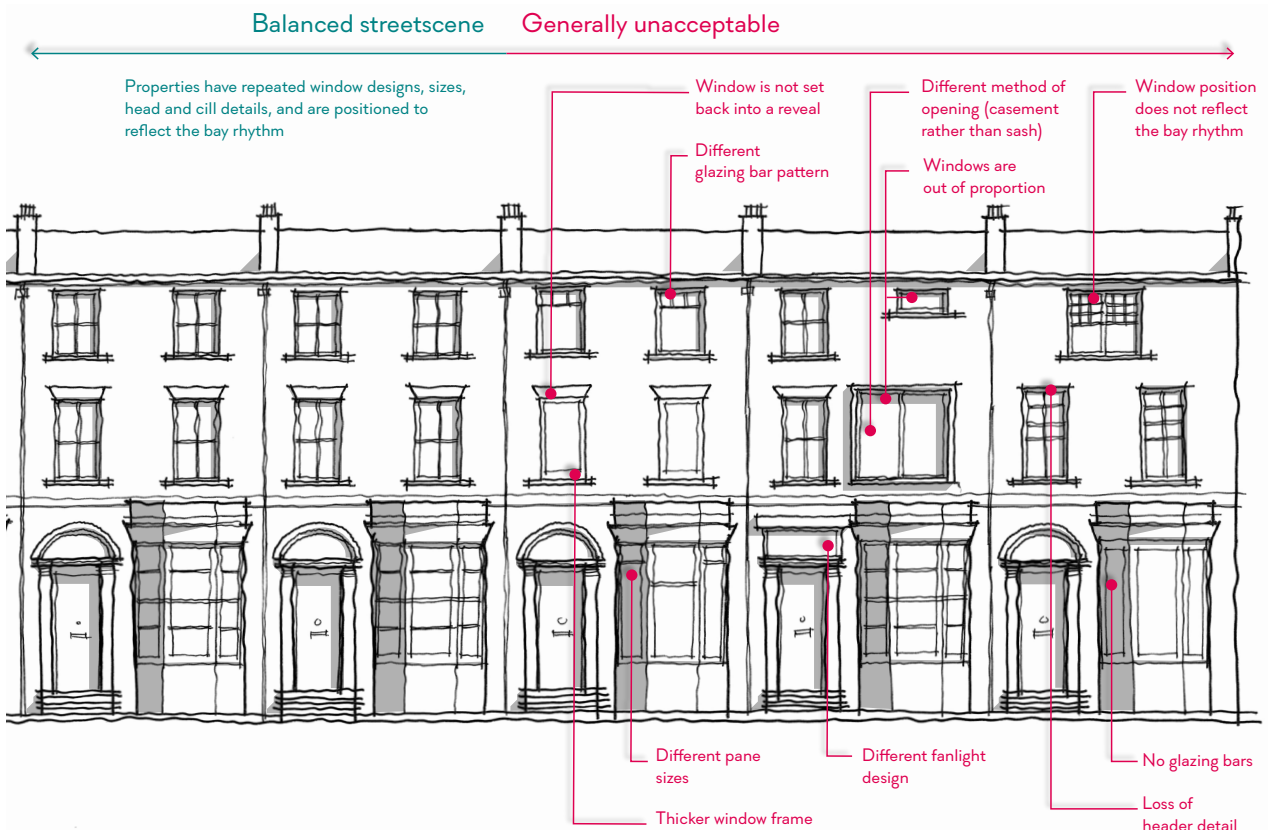 Balanced streetscene
Generally unacceptable
Properties have repeated window designs, sizes,
head and cill details, and are positioned to
reflect the bay rhythm
Window is not set
back into a reveal
Different
glazing bar pattern
Different method of
opening (casement
rather than sash)
Windows are
out of proportion
Window position
does not reflect
the bay rhythm
Different pane
sizes
Thicker window frame
Different fanlight
design
No glazing bars
Loss of
header detail